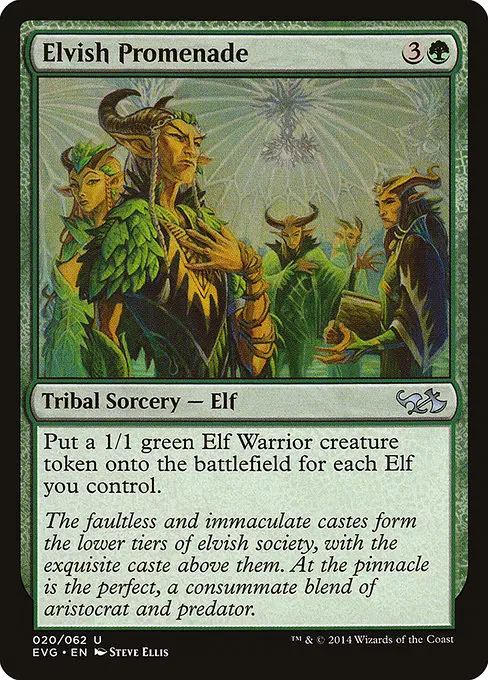 Elvish Promenade 3
Tribal Sorcery — Elf
Put a 1/1 green Elf Warrior creature
token onto the battlefield for each Elf
you control.
The faultless and immaculate castes form
the lower tiers of elvish society, with the
exquisite caste above them. At the pinnacle
is the perfect, a consummate blend of
aristocrat and predator.
020/062 U
EVG • EN Steve Ellis
™ & © 2014 Wizards of the Coast